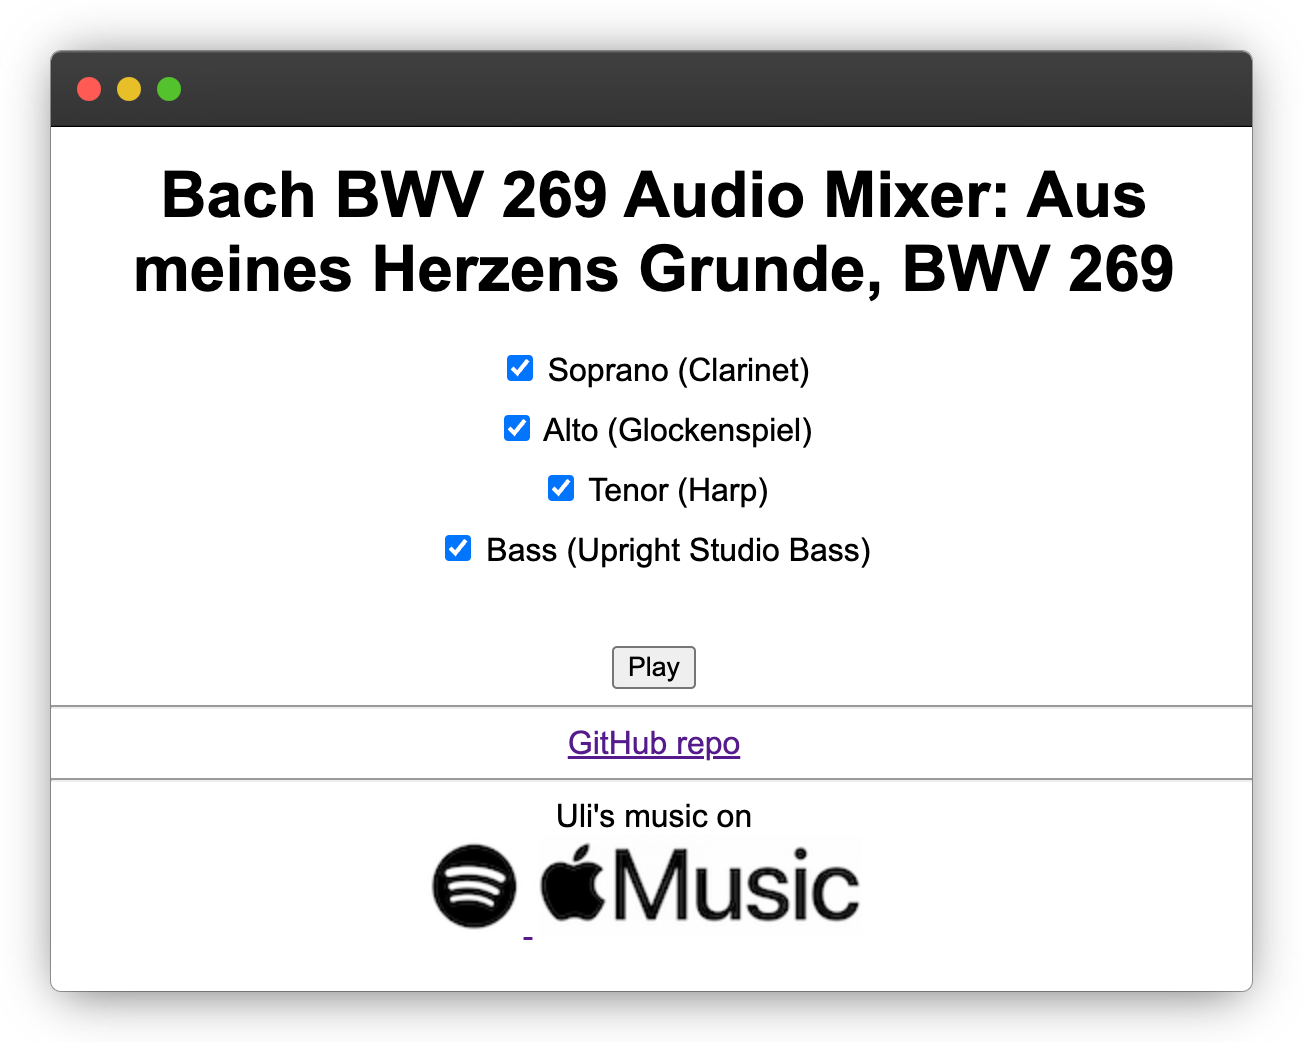 Bach BWV 269 Audio Mixer: Aus
meines Herzens Grunde, BWV 269
Soprano (Clarinet)
Alto (Glockenspiel)
Tenor (Harp)
Bass (Upright Studio Bass)
Play
GitHub repo
Uli's music on
Music